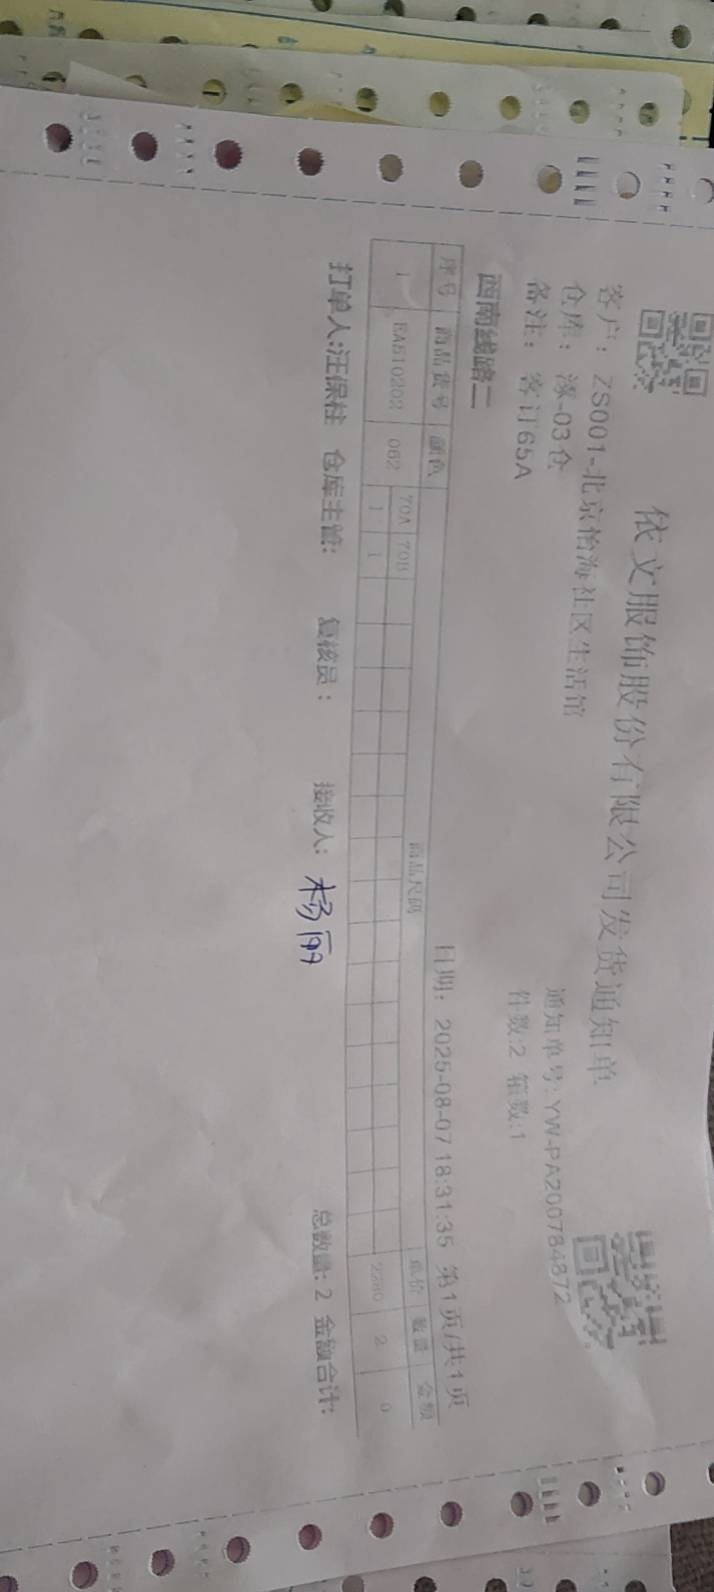 依文服饰股份有限公司发货通知单
客户：ZS001-北京怡海社区生活馆
通知单号:YW-PA200784872
仓库：涿-03仓
件数:2 箱数:1
备注：客订65A
西南线路二
日期：2025-08-07 18:31:35 第1页/共1页
序号 商品货号 颜色 商品尺码 单价 数量 金额
70A 70B
1 EA510202 062 1 1 2280 2 0
打单人:汪保柱 仓库主管: 复核员： 接收人: 杨丽 总数量: 2 金额合计: